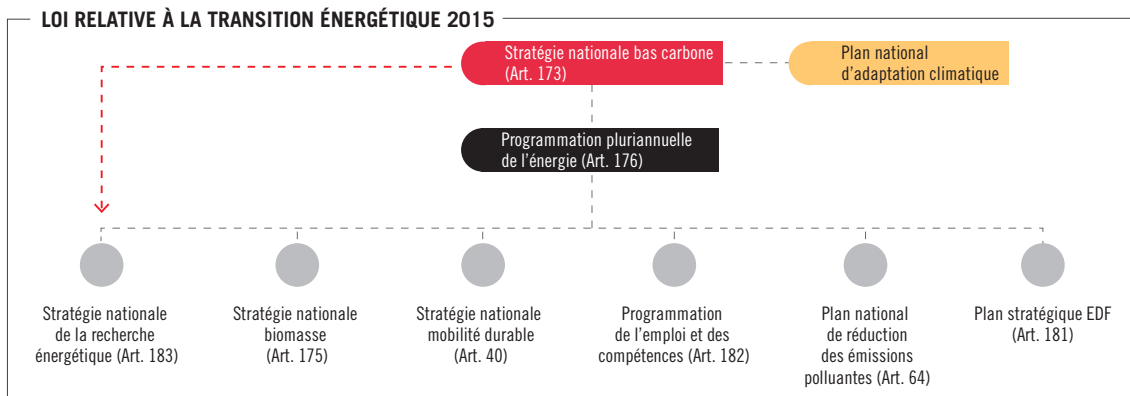 LOI RELATIVE À LA TRANSITION ÉNERGÉTIQUE 2015
Stratégie nationale bas carbone
(Art. 173)
Plan national
d’adaptation climatique
Programmation pluriannuelle
de l’énergie (Art. 176)
Stratégie nationale
de la recherche
énergétique (Art. 183)
Stratégie nationale
biomasse
(Art. 175)
Stratégie nationale
mobilité durable
(Art. 40)
Programmation
de l’emploi et des
compétences (Art. 182)
Plan national
de réduction
des émissions
polluantes (Art. 64)
Plan stratégique EDF
(Art. 181)